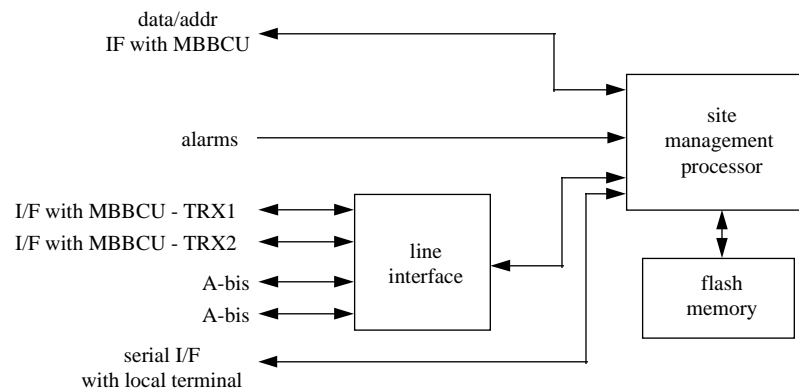 data/addr
IF with MBBCU
site
management
processor
alarms
I/F with MBBCU - TRX1
I/F with MBBCU - TRX2
line
interface
A-bis
A-bis
flash
memory
serial I/F
with local terminal